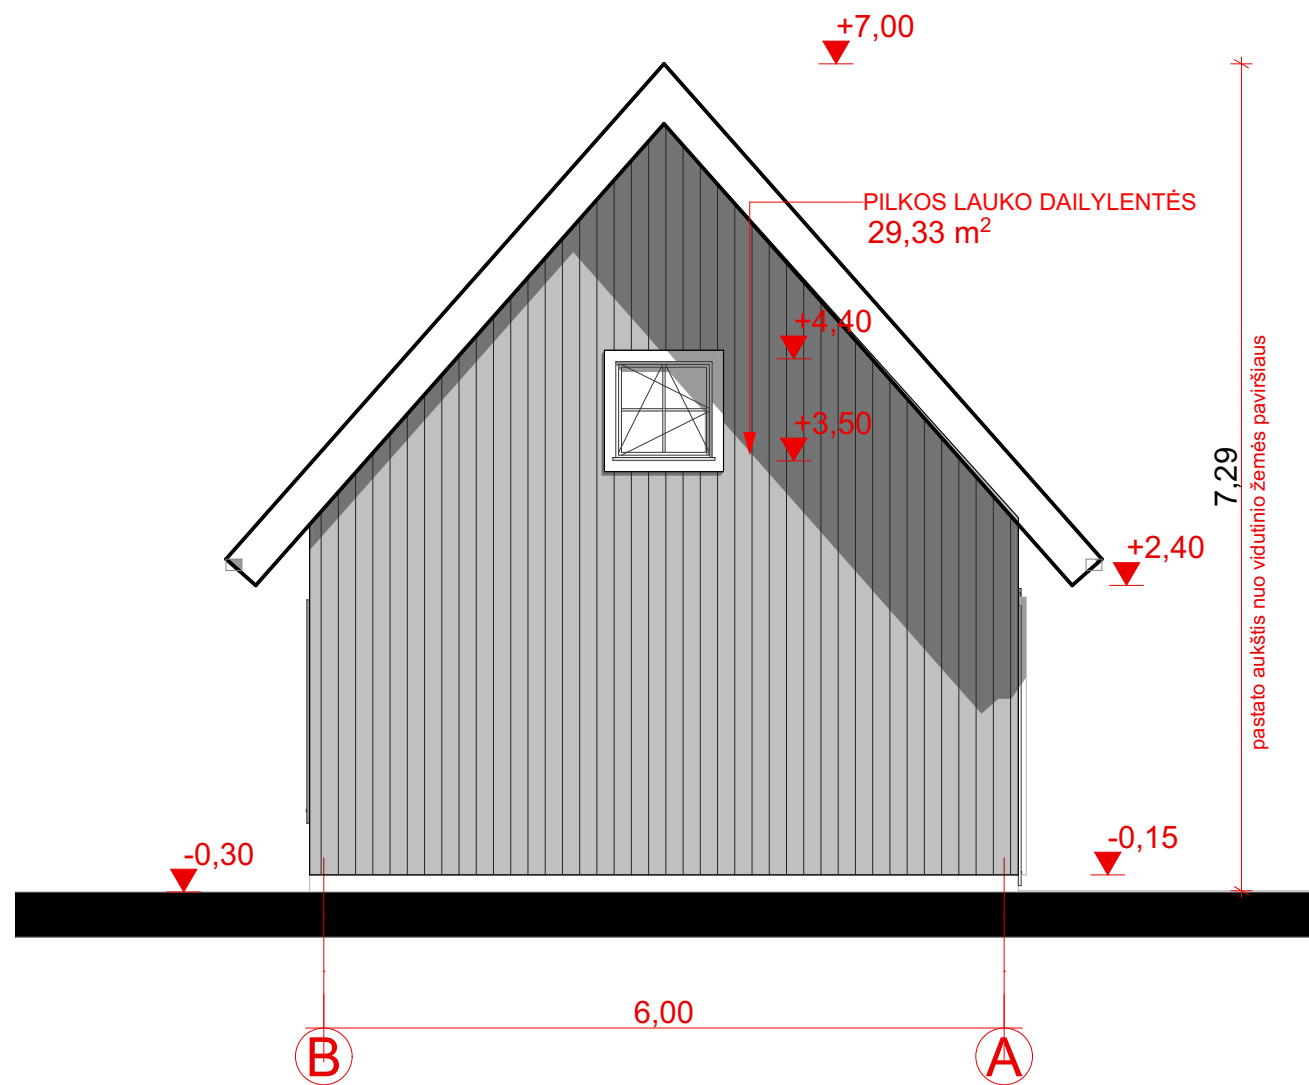 +7,00
PILKOS LAUKO DAILYLENTĖS
29,33 m²
+4,40
+3,50
+2,40
7,29
pastato aukštis nuo vidutinio žemės paviršiaus
-0,30
-0,15
6,00
B
A